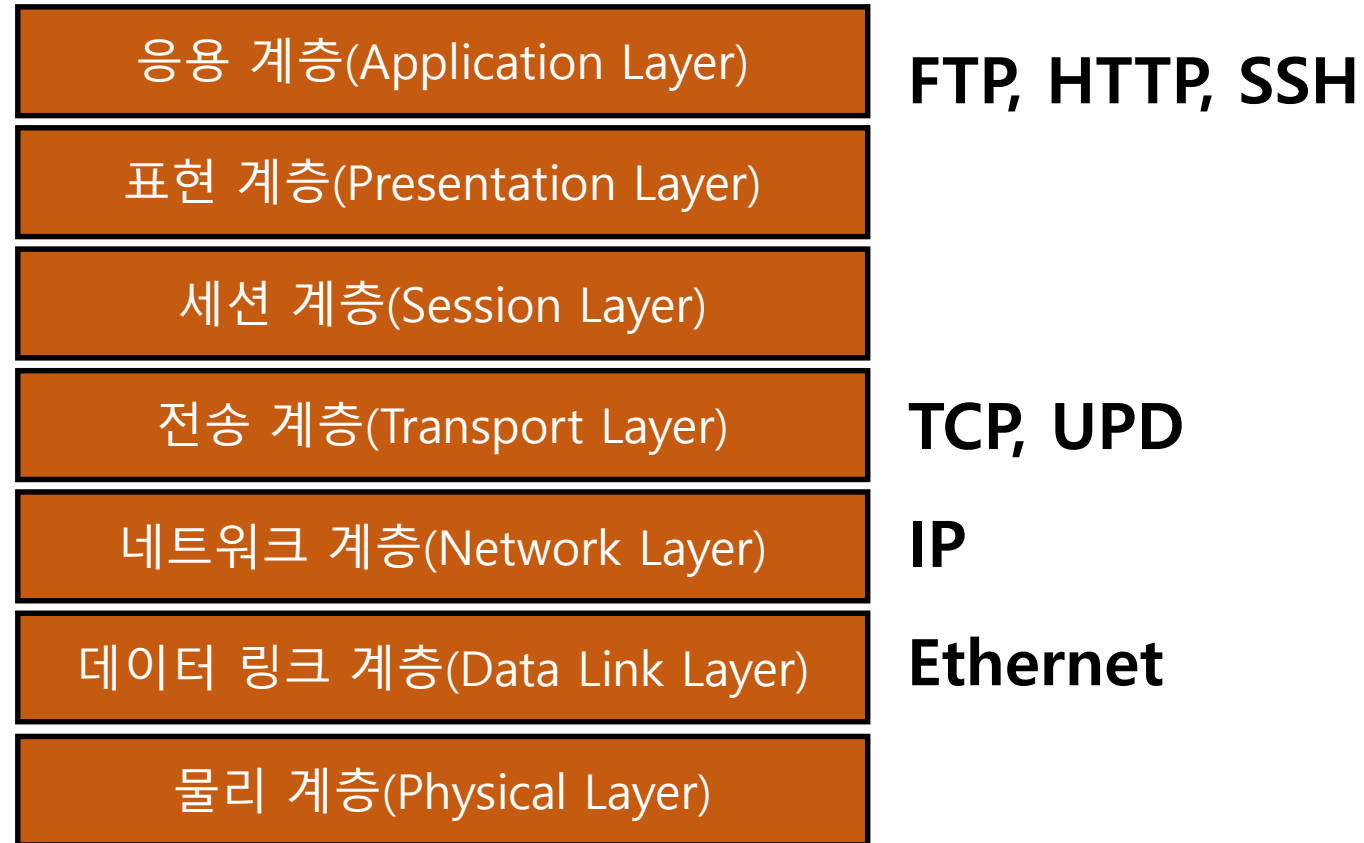 응용 계층(Application Layer)
FTP, HTTP, SSH
표현 계층(Presentation Layer)
세션 계층(Session Layer)
전송 계층(Transport Layer)
TCP, UPD
네트워크 계층(Network Layer)
IP
데이터 링크 계층(Data Link Layer)
Ethernet
물리 계층(Physical Layer)